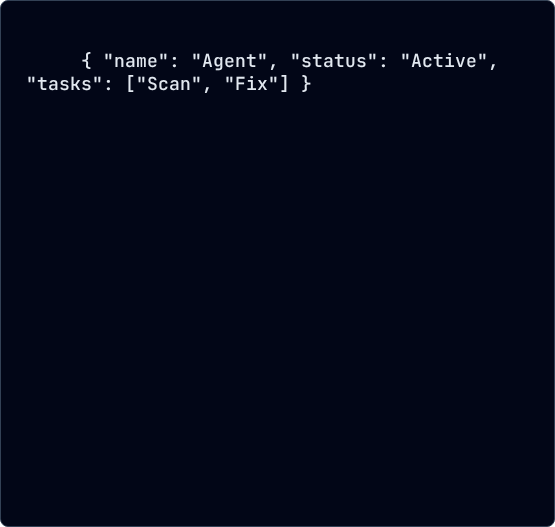 { "name": "Agent", "status": "Active",
"tasks": ["Scan", "Fix"] }